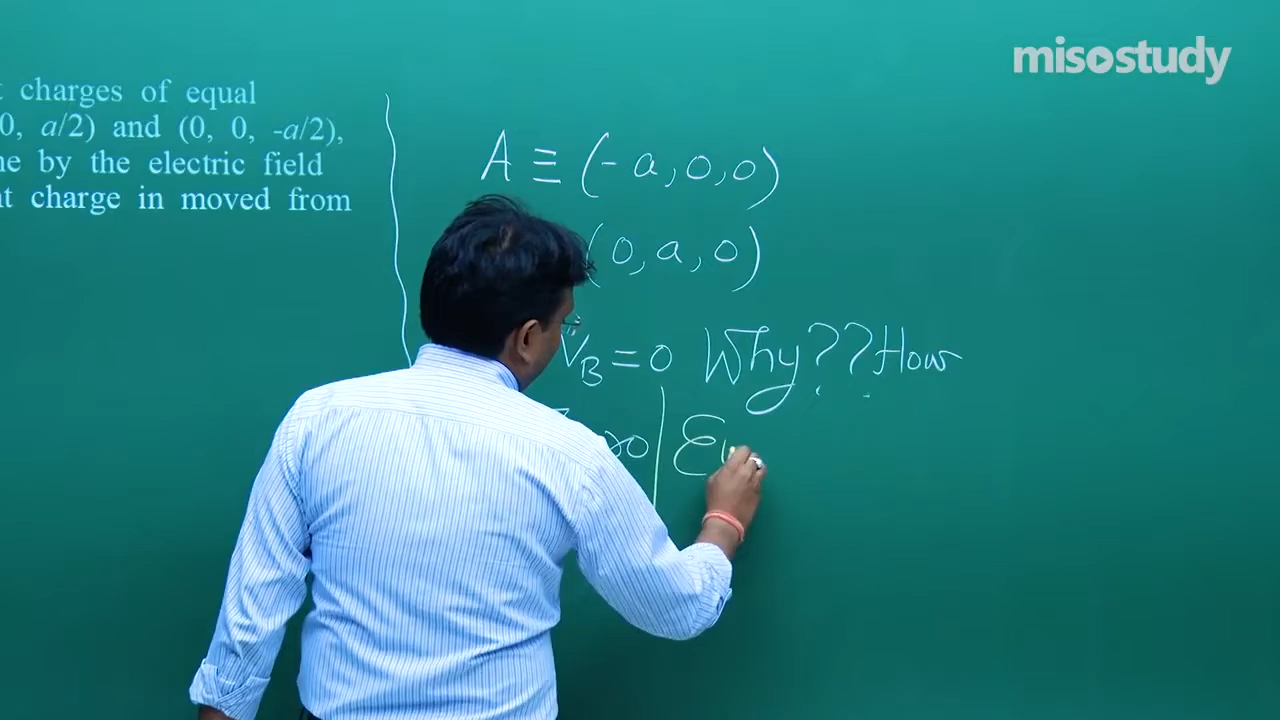 misostudy
charges of equal
0, a/2) and (0, 0, -a/2),
by the electric field
charge in moved from
A ≡ (-a, 0, 0)
(0, a, 0)
V_B = 0 Why?? How